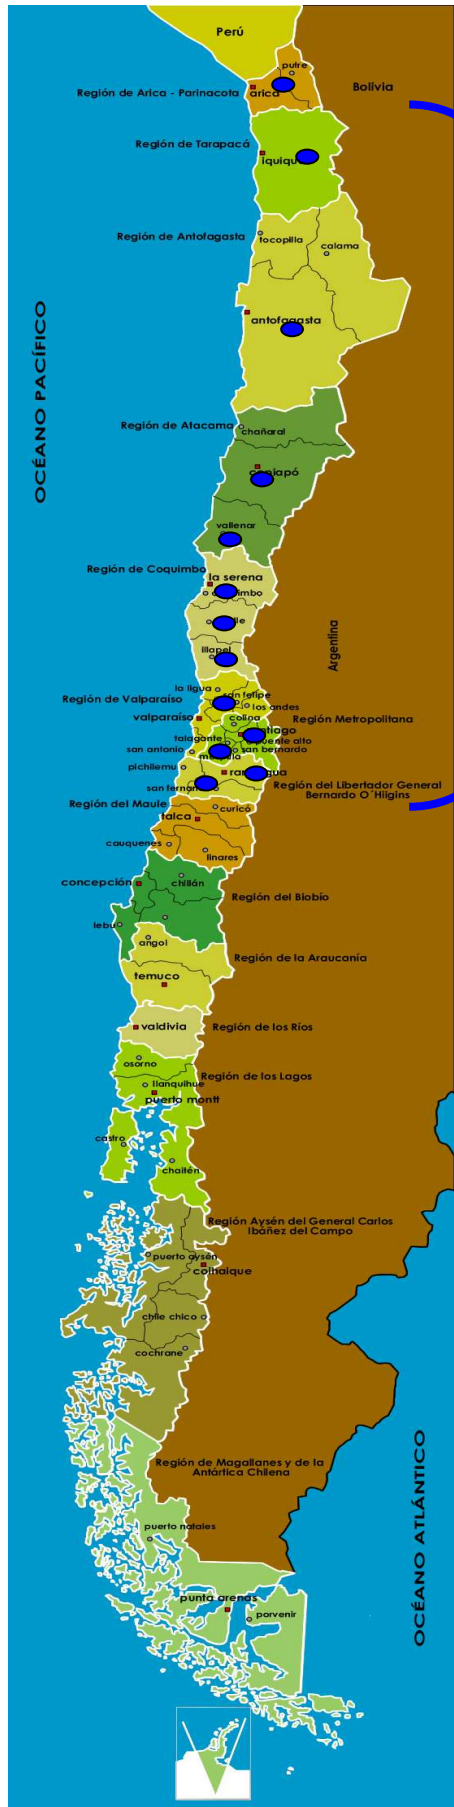 Perú
putre
Bolivia
Región de Arica - Parinacota
arica
Región de Tarapacá
Región de Antofagasta
tocopilla
calama
antofagasta
OCÉANO PACÍFICO
Región de Atacama
chañaral
vallenar
Región de Coquimbo
la serena
illapel
Argentina
la ligua
san felipe
Región de Valparaíso
los andes
colina
valparaíso
Región Metropolitana
talagante
puente alto
san antonio
san bernardo
pichilemu
Región del Libertador General
Bernardo O´Hiigins
Región del Maule
curicó
talca
cauquenes
linares
concepción
chillán
Región del Biobío
lebu
angol
Región de la Araucanía
temuco
valdivia
Región de los Ríos
osorno
Región de los Lagos
llanquihue
puerto montt
castro
chaitén
Región Aysén del General Carlos
Ibáñez del Campo
puerto aysén
coihaique
chile chico
cochrane
OCÉANO ATLÁNTICO
Región de Magallanes y de la
Antártica Chilena
puerto natales
punta arenas
porvenir